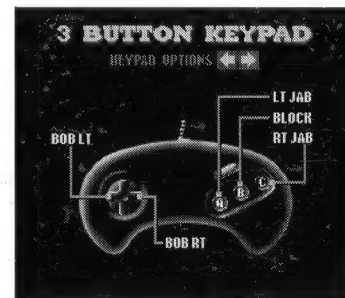 3 BUTTON KEYPAD
KEYPAD OPTIONS
LT JAB
BLOCK
RT JAB
BOB LT
A
B
C
BOB RT